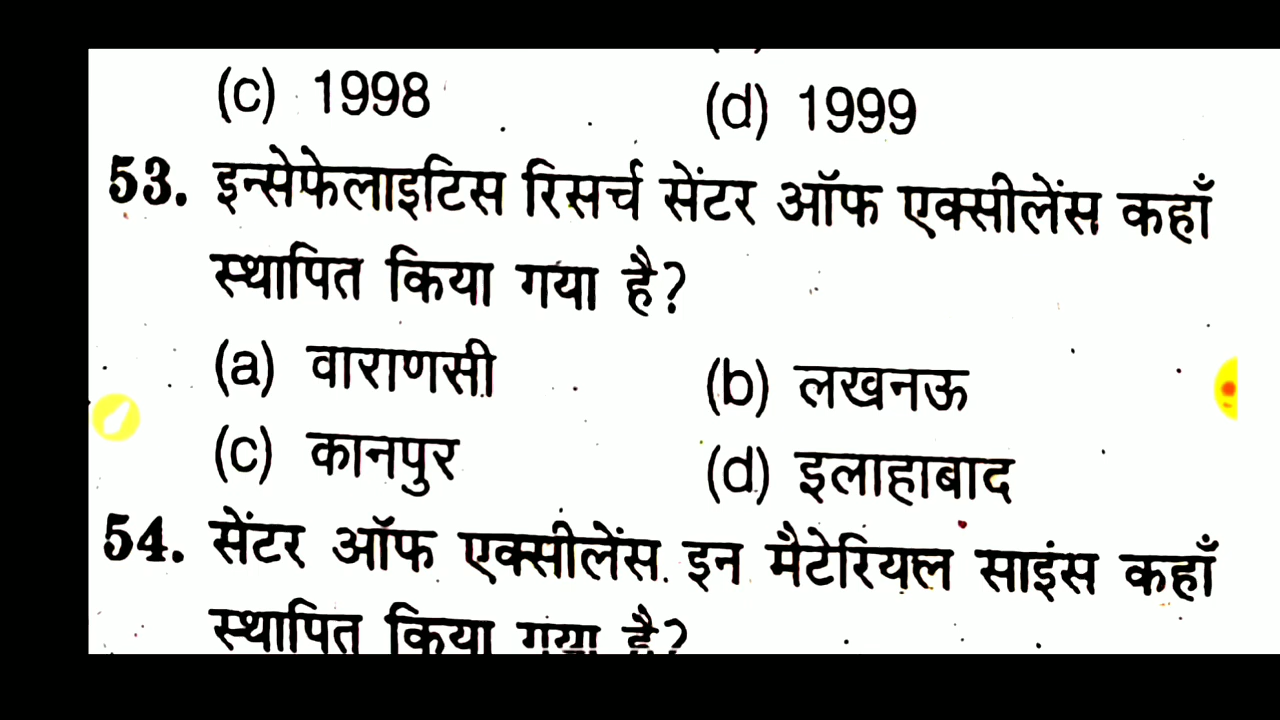 (c) 1998 (d) 1999
53. इन्सेफेलाइटिस रिसर्च सेंटर ऑफ एक्सीलेंस कहाँ
स्थापित किया गया है?
(a) वाराणसी (b) लखनऊ
(c) कानपुर (d) इलाहाबाद
54. सेंटर ऑफ एक्सीलेंस इन मैटेरियल साइंस कहाँ
स्थापित किया गया है?